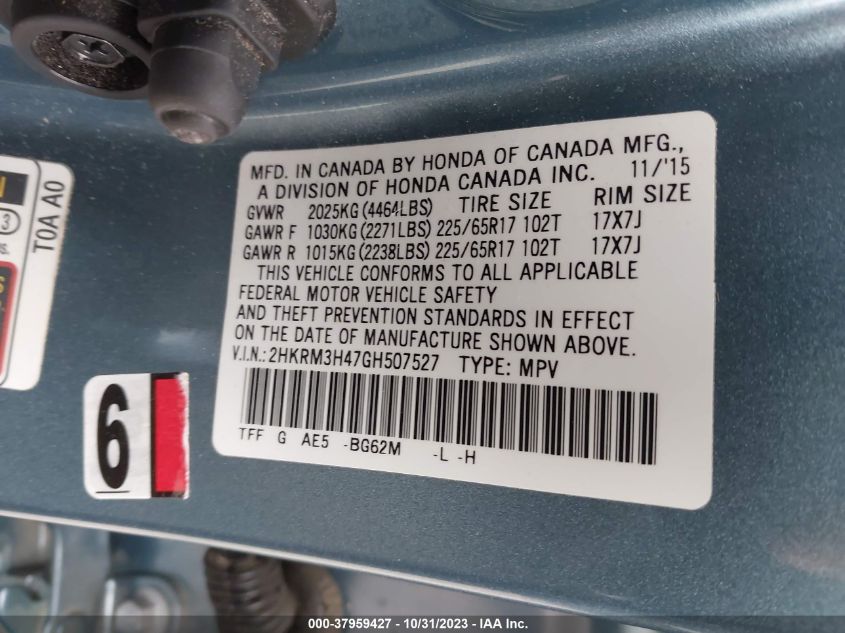 MFD. IN CANADA BY HONDA OF CANADA MFG.,
A DIVISION OF HONDA CANADA INC. 11/'15
GVWR 2025KG(4464LBS) TIRE SIZE RIM SIZE
GAWR F 1030KG(2271LBS) 225/65R17 102T 17X7J
GAWR R 1015KG(2238LBS) 225/65R17 102T 17X7J
THIS VEHICLE CONFORMS TO ALL APPLICABLE
FEDERAL MOTOR VEHICLE SAFETY
AND THEFT PREVENTION STANDARDS IN EFFECT
ON THE DATE OF MANUFACTURE SHOWN ABOVE.
V.I.N.:2HKRM3H47GH507527 TYPE: MPV
TFF G AE5 -BG62M -L -H
T0A A0
3
6
000-37959427 - 10/31/2023 - IAA Inc.